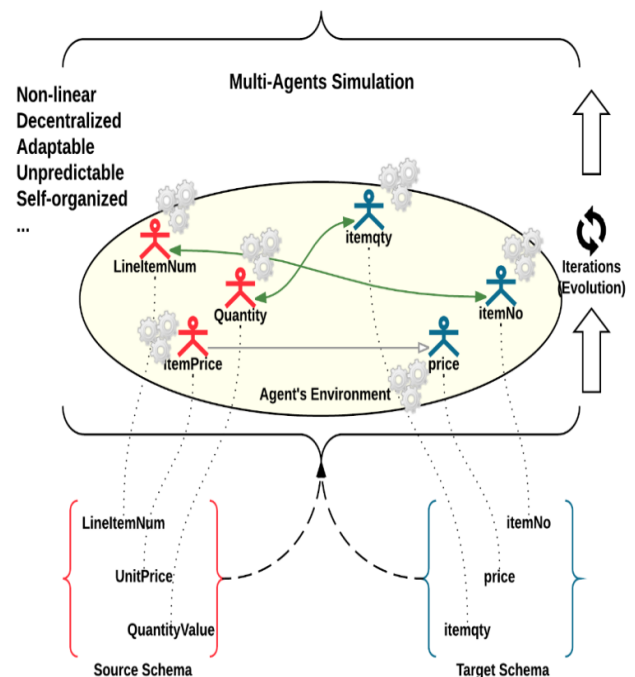 Multi-Agents Simulation
Non-linear
Decentralized
Adaptable
Unpredictable
Self-organized
...
itemqty
LineItemNum
Iterations
(Evolution)
Quantity
itemNo
itemPrice
price
Agent's Environment
LineItemNum
itemNo
UnitPrice
price
QuantityValue
itemqty
Source Schema
Target Schema